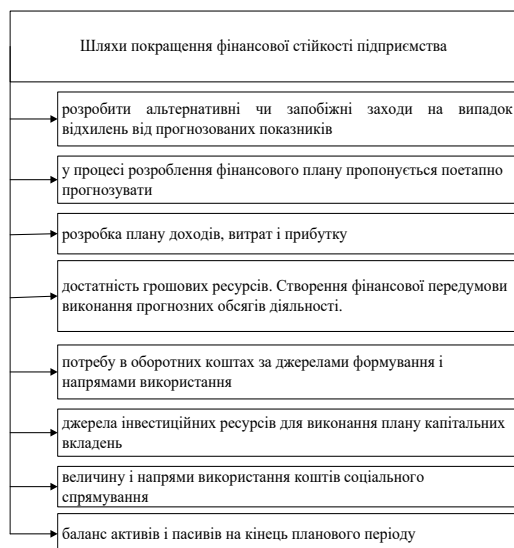 Шляхи покращення фінансової стійкості підприємства
розробити альтернативні чи запобіжні заходи на випадок
відхилень від прогнозованих показників
у процесі розроблення фінансового плану пропонується поетапно
прогнозувати
розробка плану доходів, витрат і прибутку
достатність грошових ресурсів. Створення фінансової передумови
виконання прогнозних обсягів діяльності.
потребу в оборотних коштах за джерелами формування і
напрямами використання
джерела інвестиційних ресурсів для виконання плану капітальних
вкладень
величину і напрями використання коштів соціального
спрямування
баланс активів і пасивів на кінець планового періоду